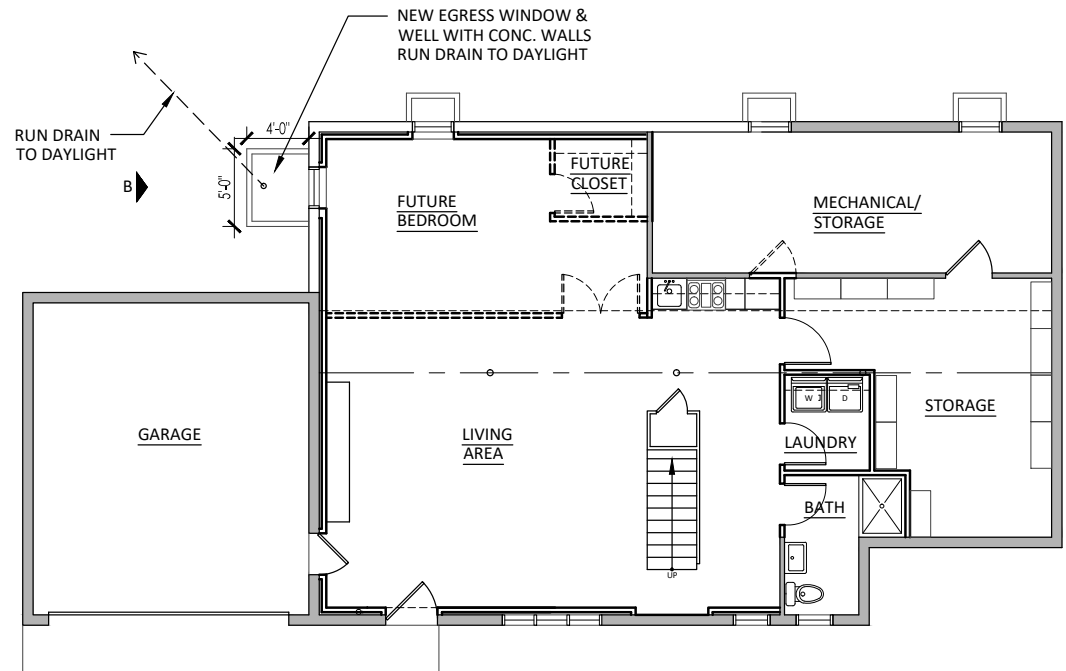 NEW EGRESS WINDOW &
WELL WITH CONC. WALLS
RUN DRAIN TO DAYLIGHT
RUN DRAIN
TO DAYLIGHT
4'-0"
5'-0"
B
FUTURE
BEDROOM
FUTURE
CLOSET
MECHANICAL/
STORAGE
GARAGE
LIVING
AREA
W
D
LAUNDRY
STORAGE
BATH
UP